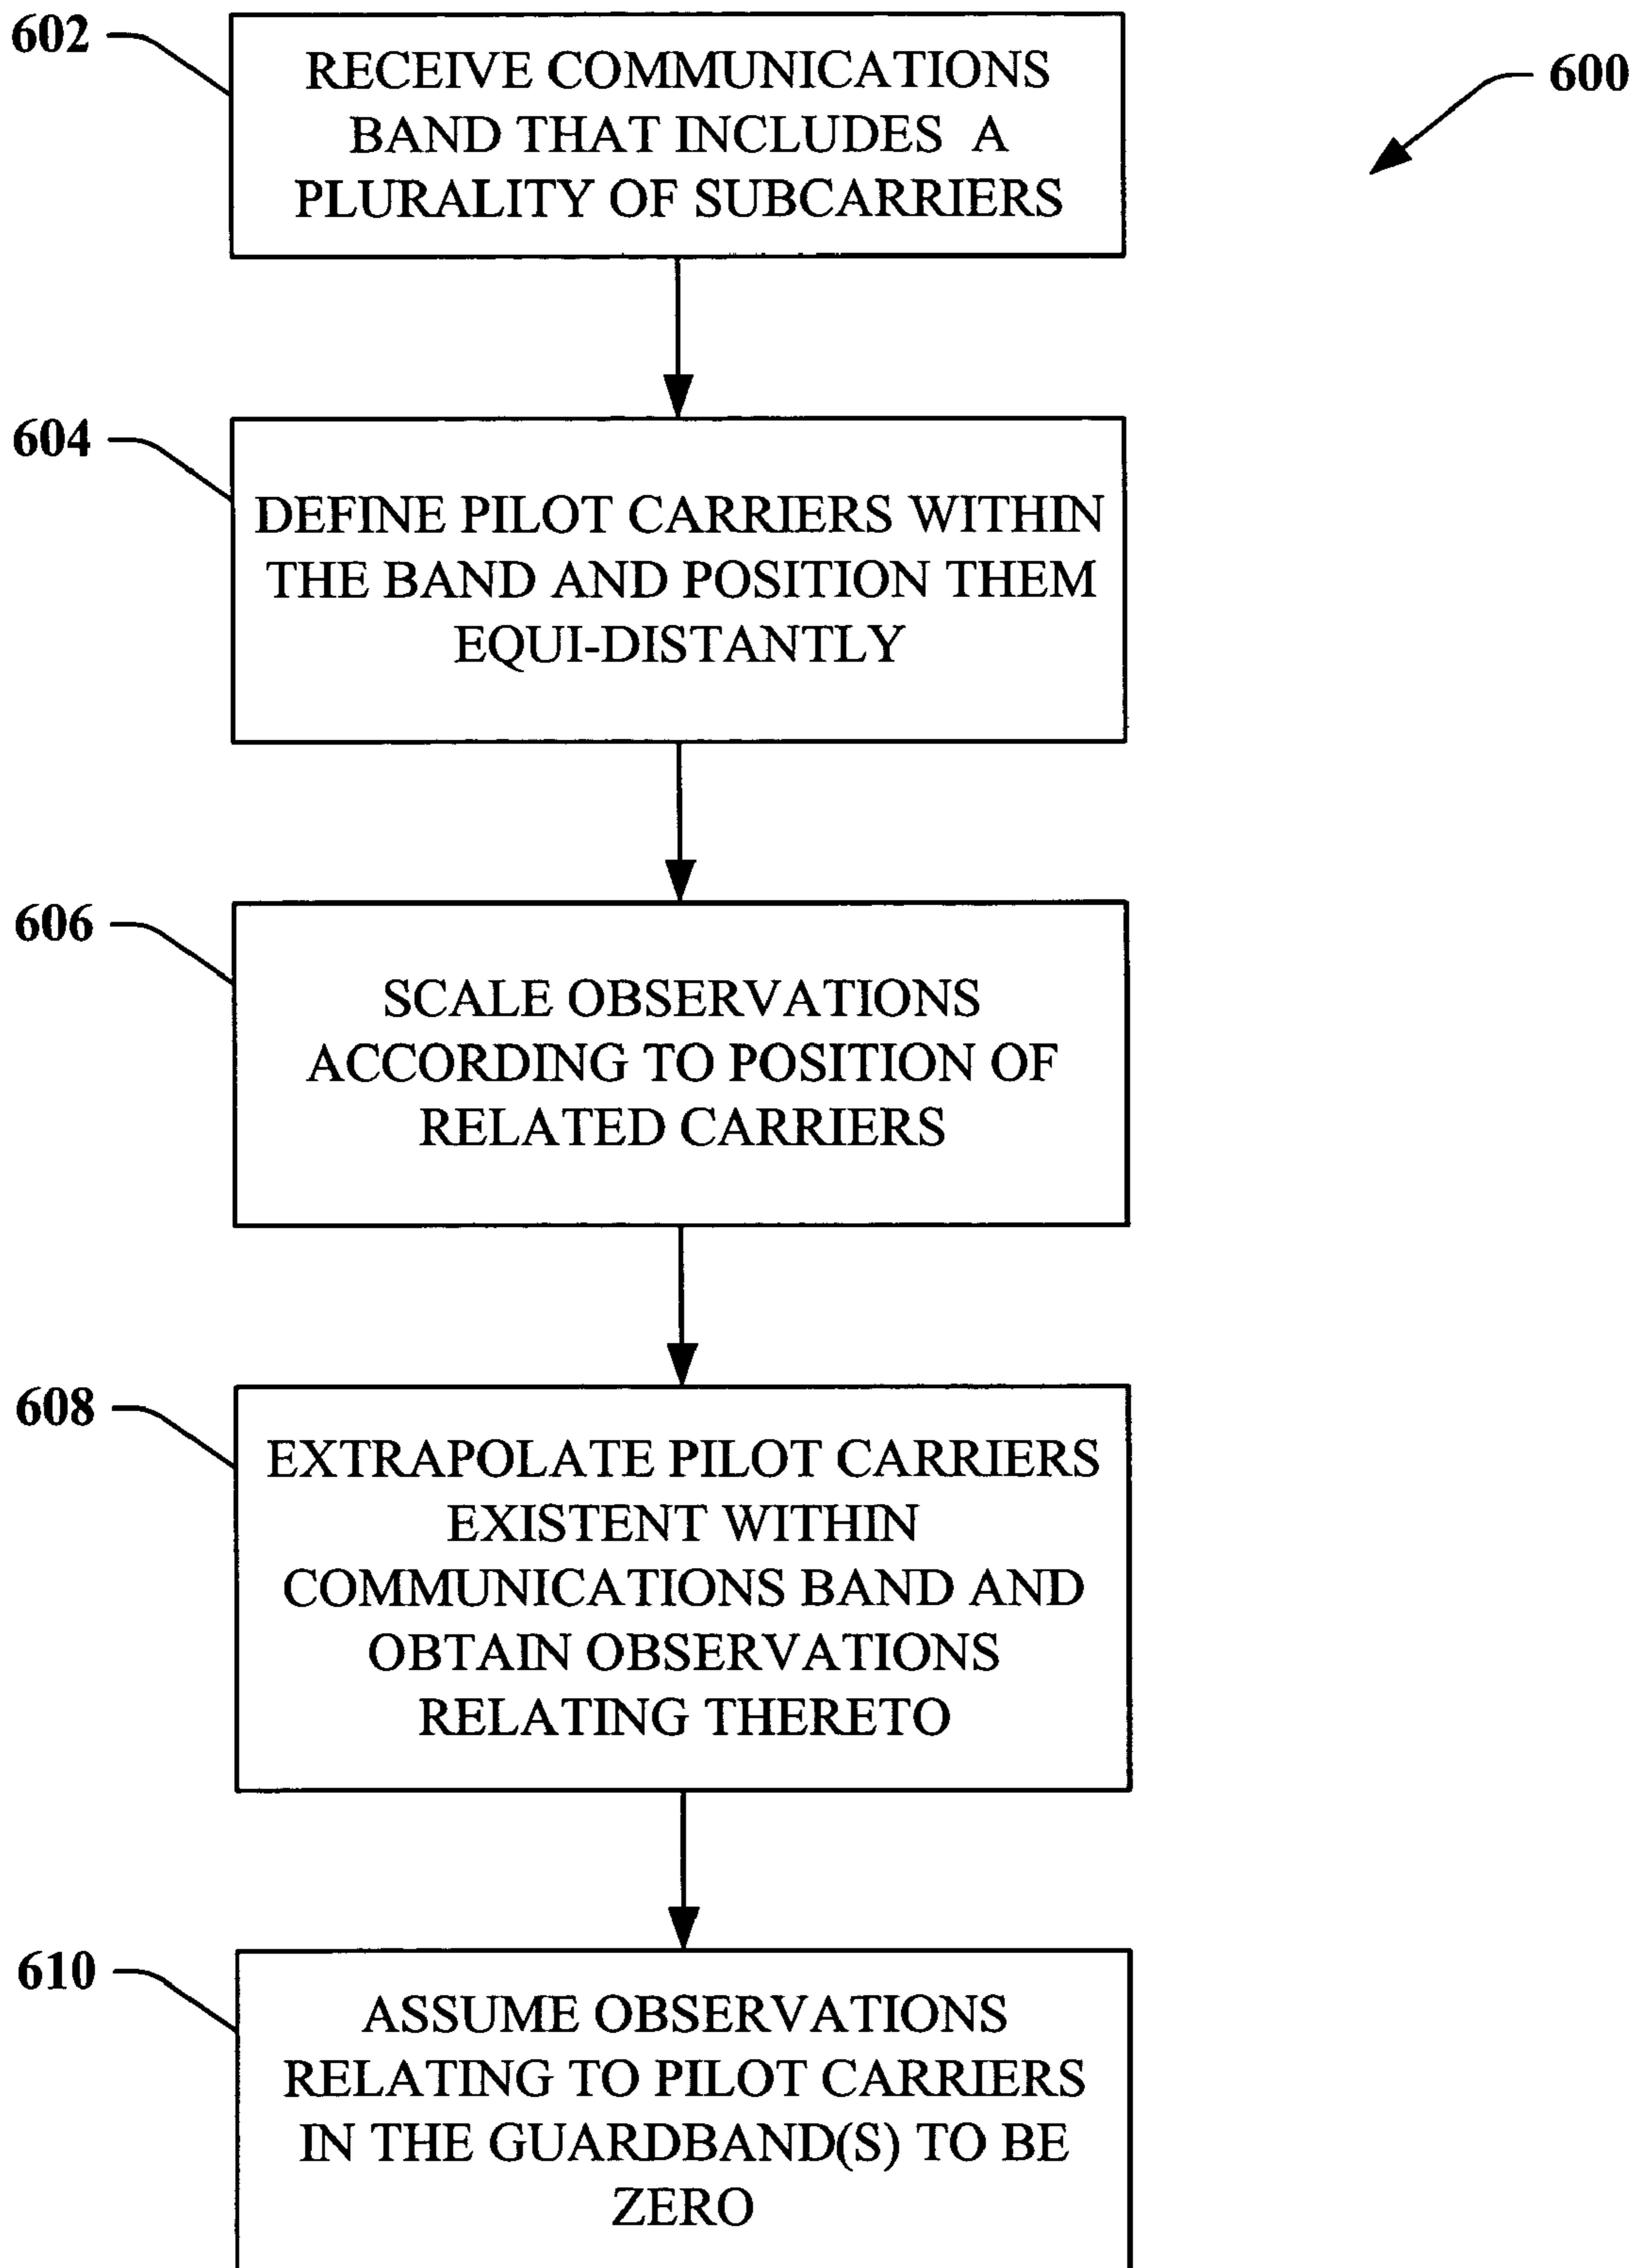 602
600
RECEIVE COMMUNICATIONS
BAND THAT INCLUDES A
PLURALITY OF SUBCARRIERS
604
DEFINE PILOT CARRIERS WITHIN
THE BAND AND POSITION THEM
EQUI-DISTANTLY
606
SCALE OBSERVATIONS
ACCORDING TO POSITION OF
RELATED CARRIERS
608
EXTRAPOLATE PILOT CARRIERS
EXISTENT WITHIN
COMMUNICATIONS BAND AND
OBTAIN OBSERVATIONS
RELATING THERETO
610
ASSUME OBSERVATIONS
RELATING TO PILOT CARRIERS
IN THE GUARDBAND(S) TO BE
ZERO